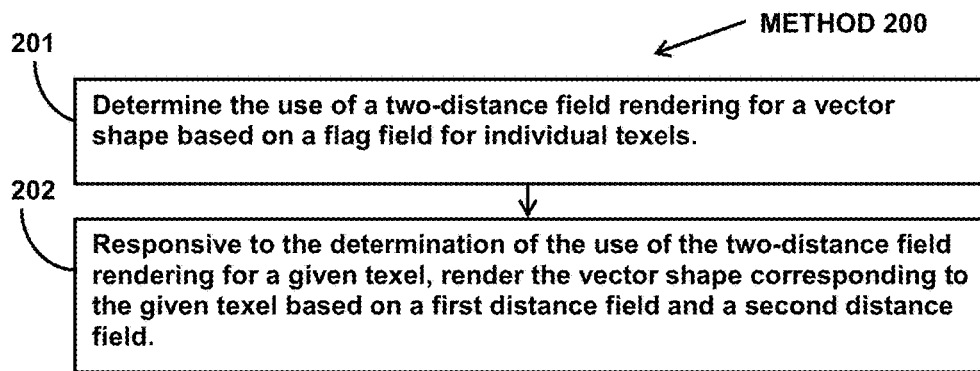 METHOD 200
201
Determine the use of a two-distance field rendering for a vector
shape based on a flag field for individual texels.
202
Responsive to the determination of the use of the two-distance field
rendering for a given texel, render the vector shape corresponding to
the given texel based on a first distance field and a second distance
field.